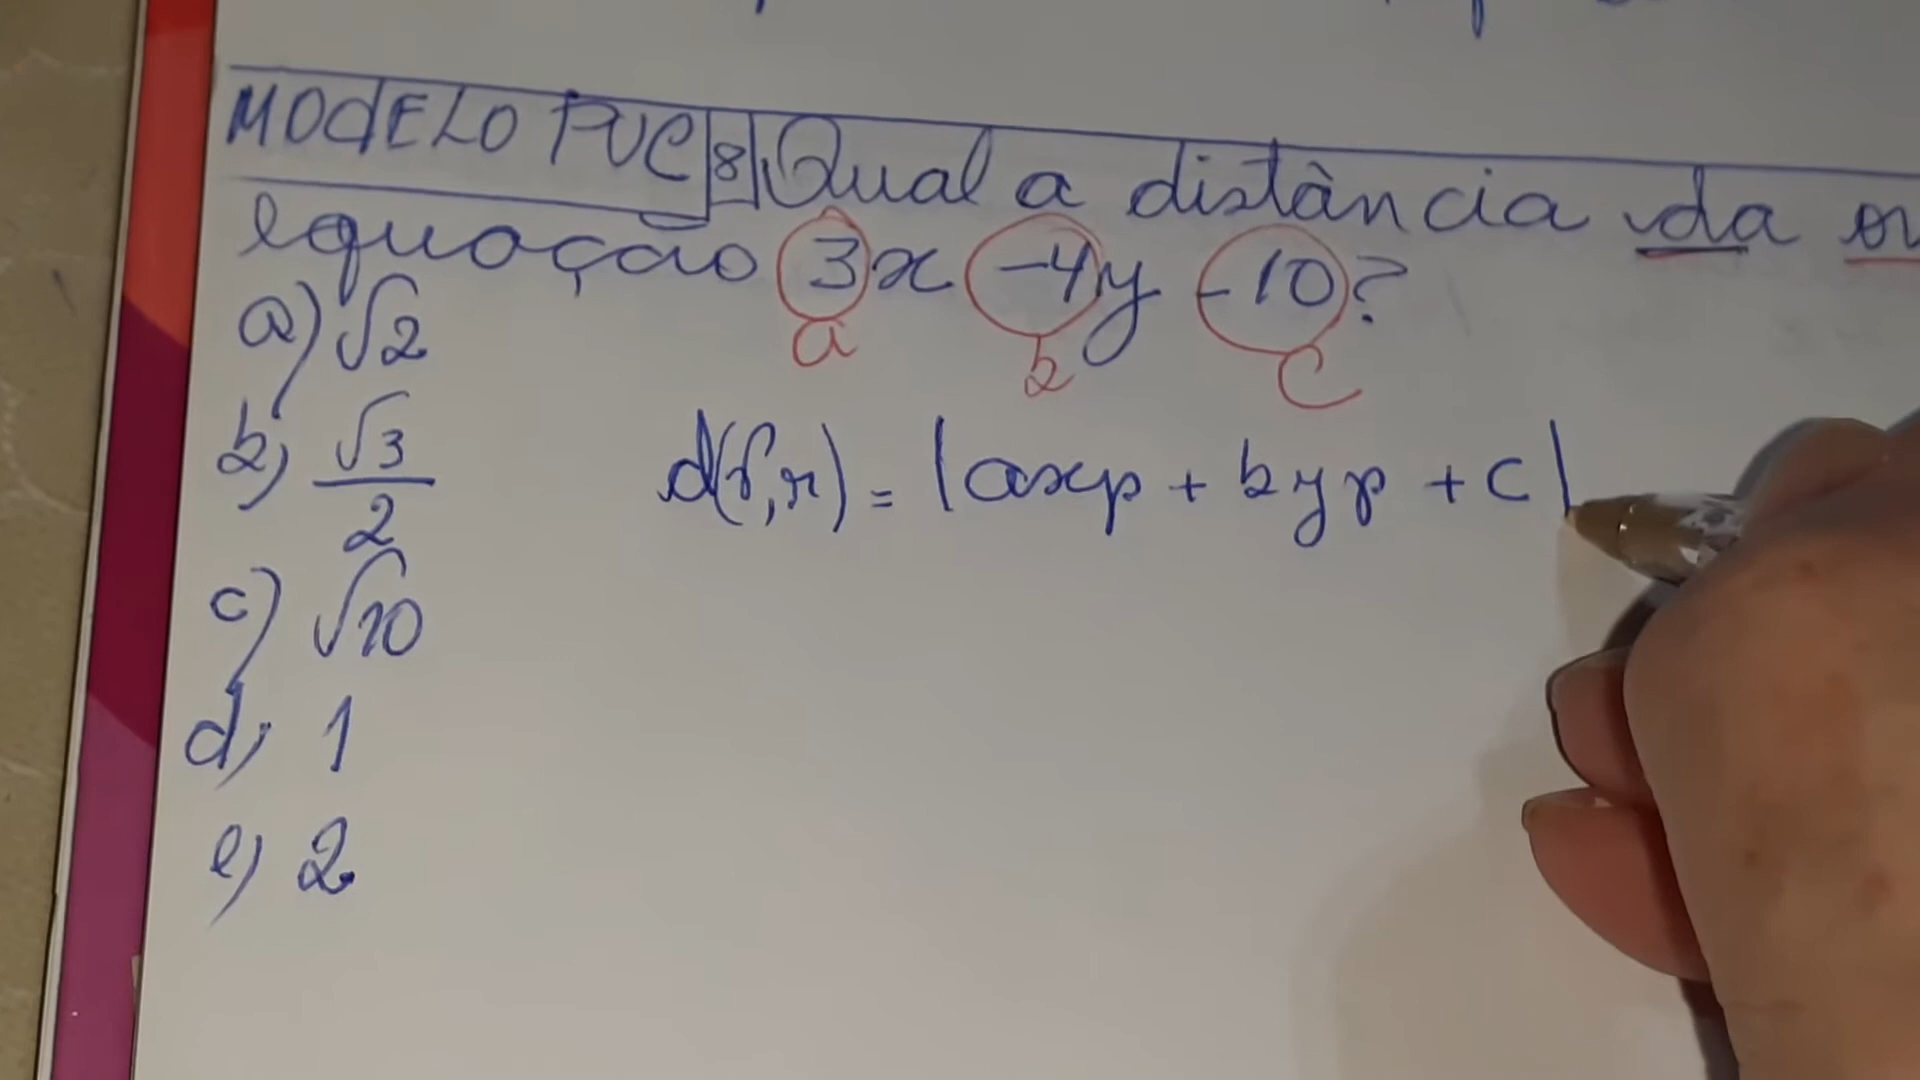 MODELO PUC 8) Qual a distância da
equação 3x -4y -10?
a b c
a) √2
b) √3/2
d(P,r) = |axp + byp + c|
c) √10
d) 1
e) 2